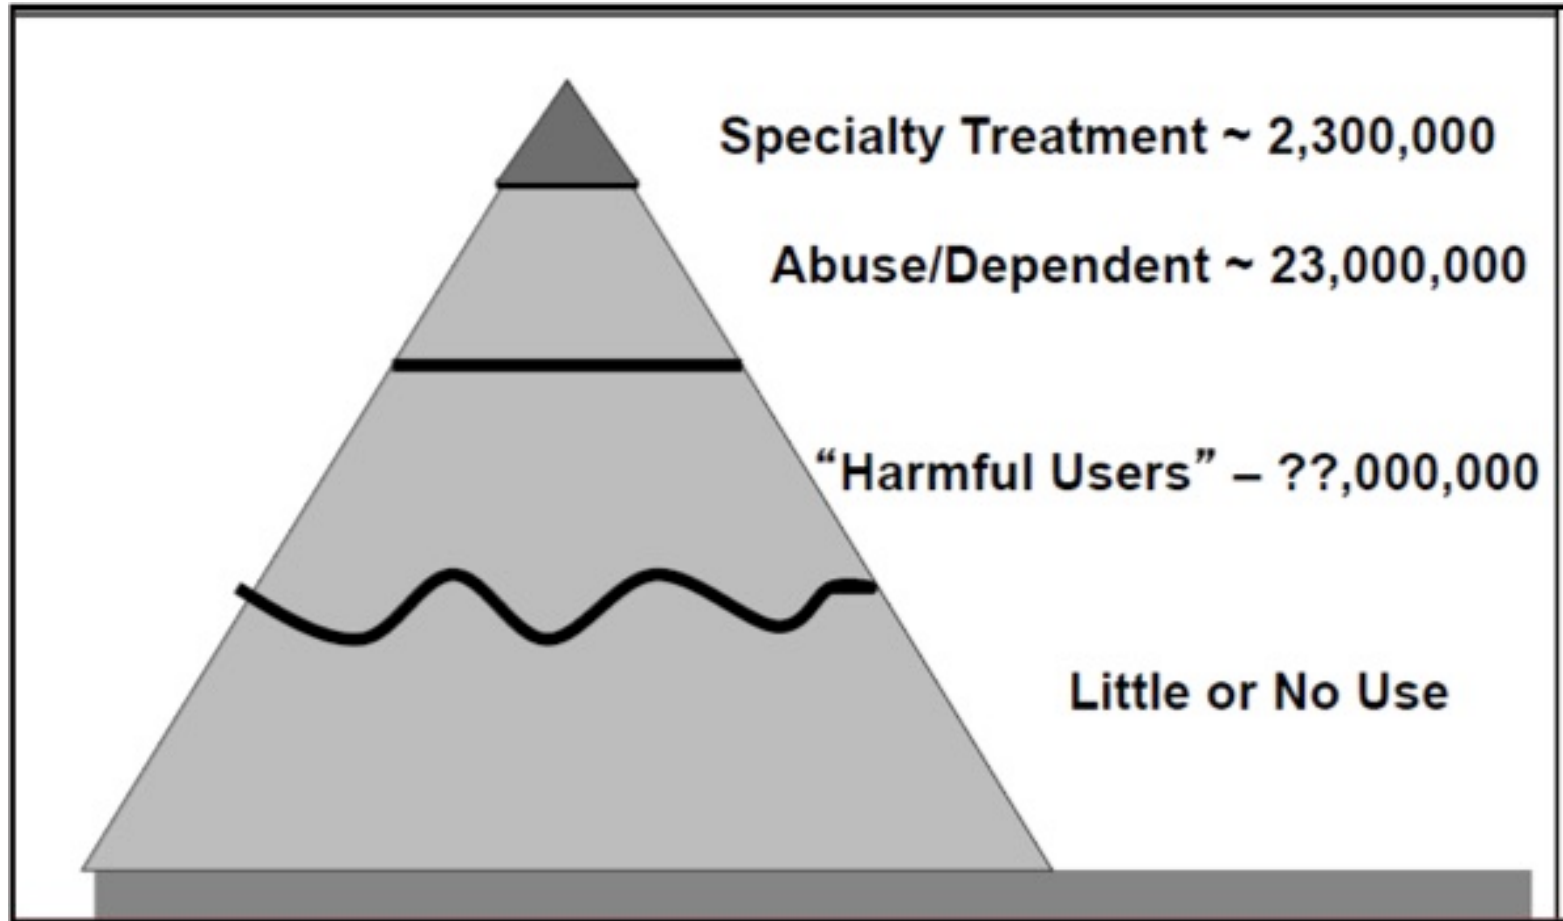 Specialty Treatment ~ 2,300,000
Abuse/Dependent ~ 23,000,000
“Harmful Users” – ??,000,000
Little or No Use